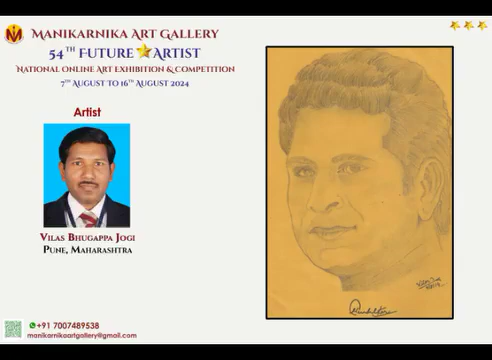 MANIKARNIKA ART GALLERY
54TH FUTURE ARTIST
NATIONAL ONLINE ART EXHIBITION & COMPETITION
7TH AUGUST TO 16TH AUGUST 2024
Artist
VILAS BHUGAPPA JOGI
PUNE, MAHARASHTRA
+91 7007489538
manikarnikaartgallery@gmail.com